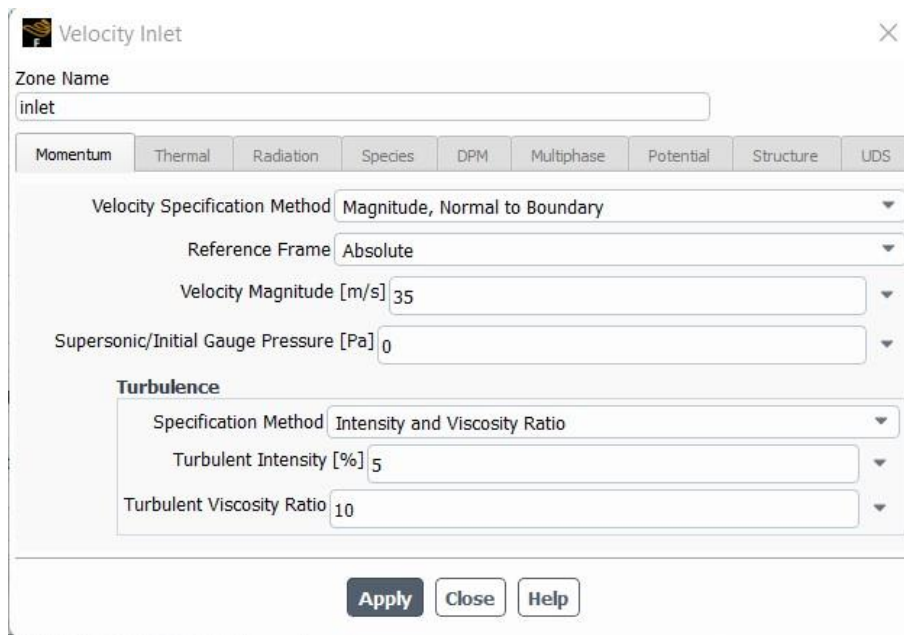 Velocity Inlet
Zone Name
inlet
Momentum Thermal Radiation Species DPM Multiphase Potential Structure UDS
Velocity Specification Method Magnitude, Normal to Boundary
Reference Frame Absolute
Velocity Magnitude [m/s] 35
Supersonic/Initial Gauge Pressure [Pa] 0
Turbulence
Specification Method Intensity and Viscosity Ratio
Turbulent Intensity [%] 5
Turbulent Viscosity Ratio 10
Apply Close Help